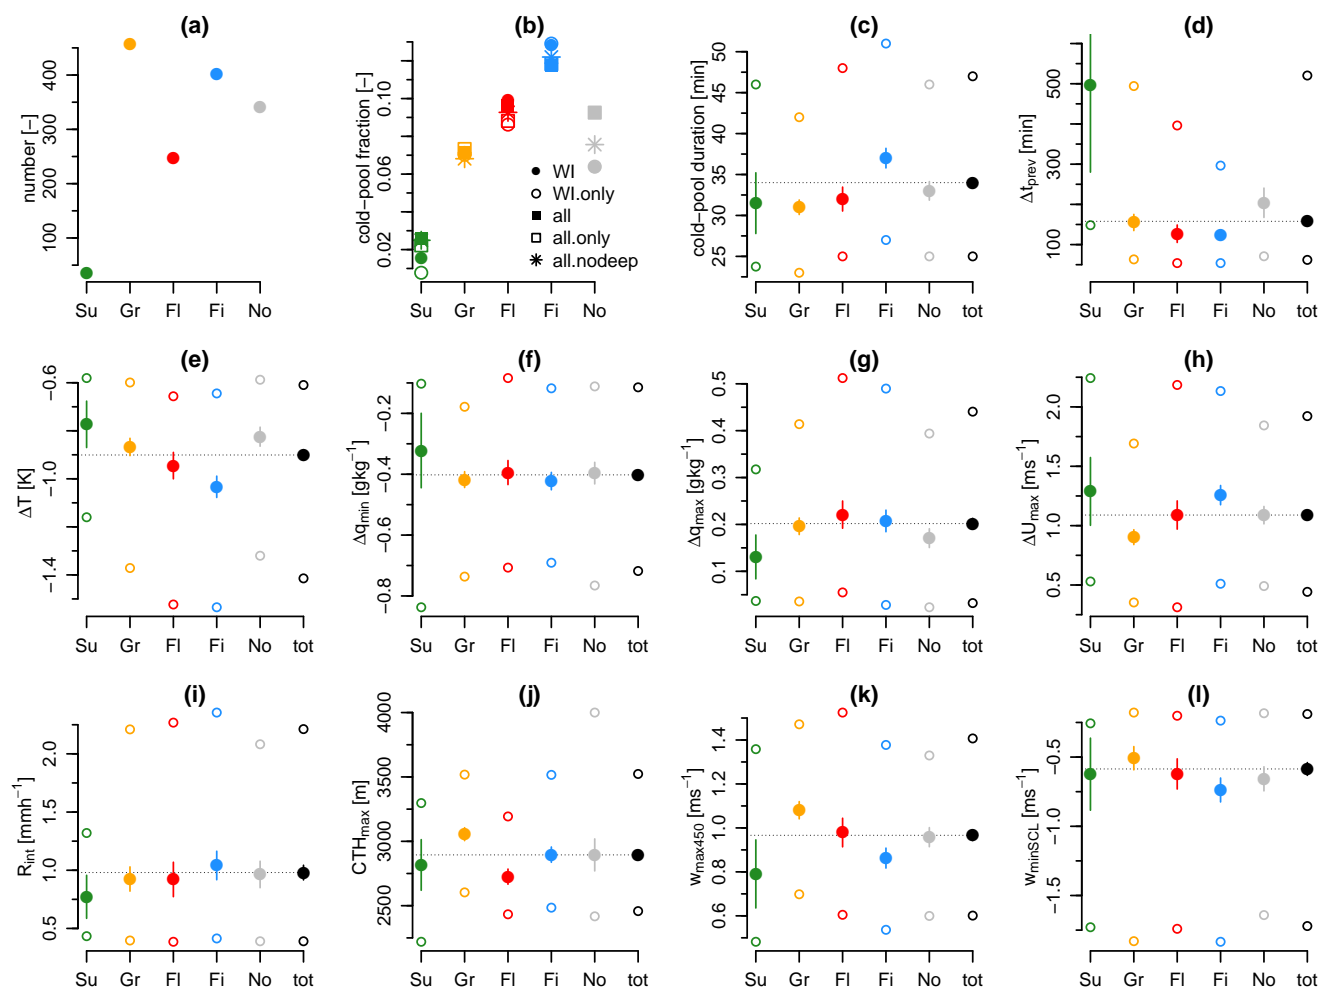 (a)
number [−]
400
300
200
50
Su Gr Fl Fi No
(b)
cold−pool fraction [−]
0.10
0.06
0.02
WI
WI.only
all
all.only
all.nodeep
Su Gr Fl Fi No
(c)
cold−pool duration [min]
50
45
40
35
30
25
Su Gr Fl Fi No tot
(d)
Δt_prev [min]
500
300
100
Su Gr Fl Fi No tot
(e)
ΔT [K]
−0.6
−1.0
−1.4
Su Gr Fl Fi No tot
(f)
Δq_min [gkg⁻¹]
−0.2
−0.4
−0.6
−0.8
Su Gr Fl Fi No tot
(g)
Δq_max [gkg⁻¹]
0.5
0.4
0.3
0.2
0.1
Su Gr Fl Fi No tot
(h)
ΔU_max [ms⁻¹]
2.0
1.5
1.0
0.5
Su Gr Fl Fi No tot
(i)
R_int [mmh⁻¹]
2.0
1.5
1.0
0.5
Su Gr Fl Fi No tot
(j)
CTH_max [m]
4000
3500
3000
2500
Su Gr Fl Fi No tot
(k)
w_max450 [ms⁻¹]
1.4
1.2
1.0
0.8
0.6
Su Gr Fl Fi No tot
(l)
w_minSCL [ms⁻¹]
−0.5
−1.0
−1.5
Su Gr Fl Fi No tot